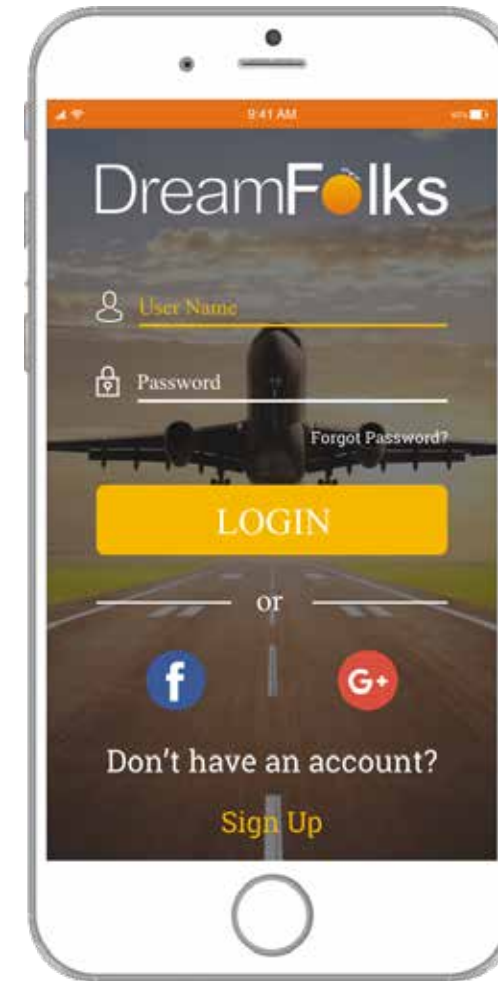 9:41 AM
DreamFolks
User Name
Password
Forgot Password?
LOGIN
or
f
G+
Don't have an account?
Sign Up